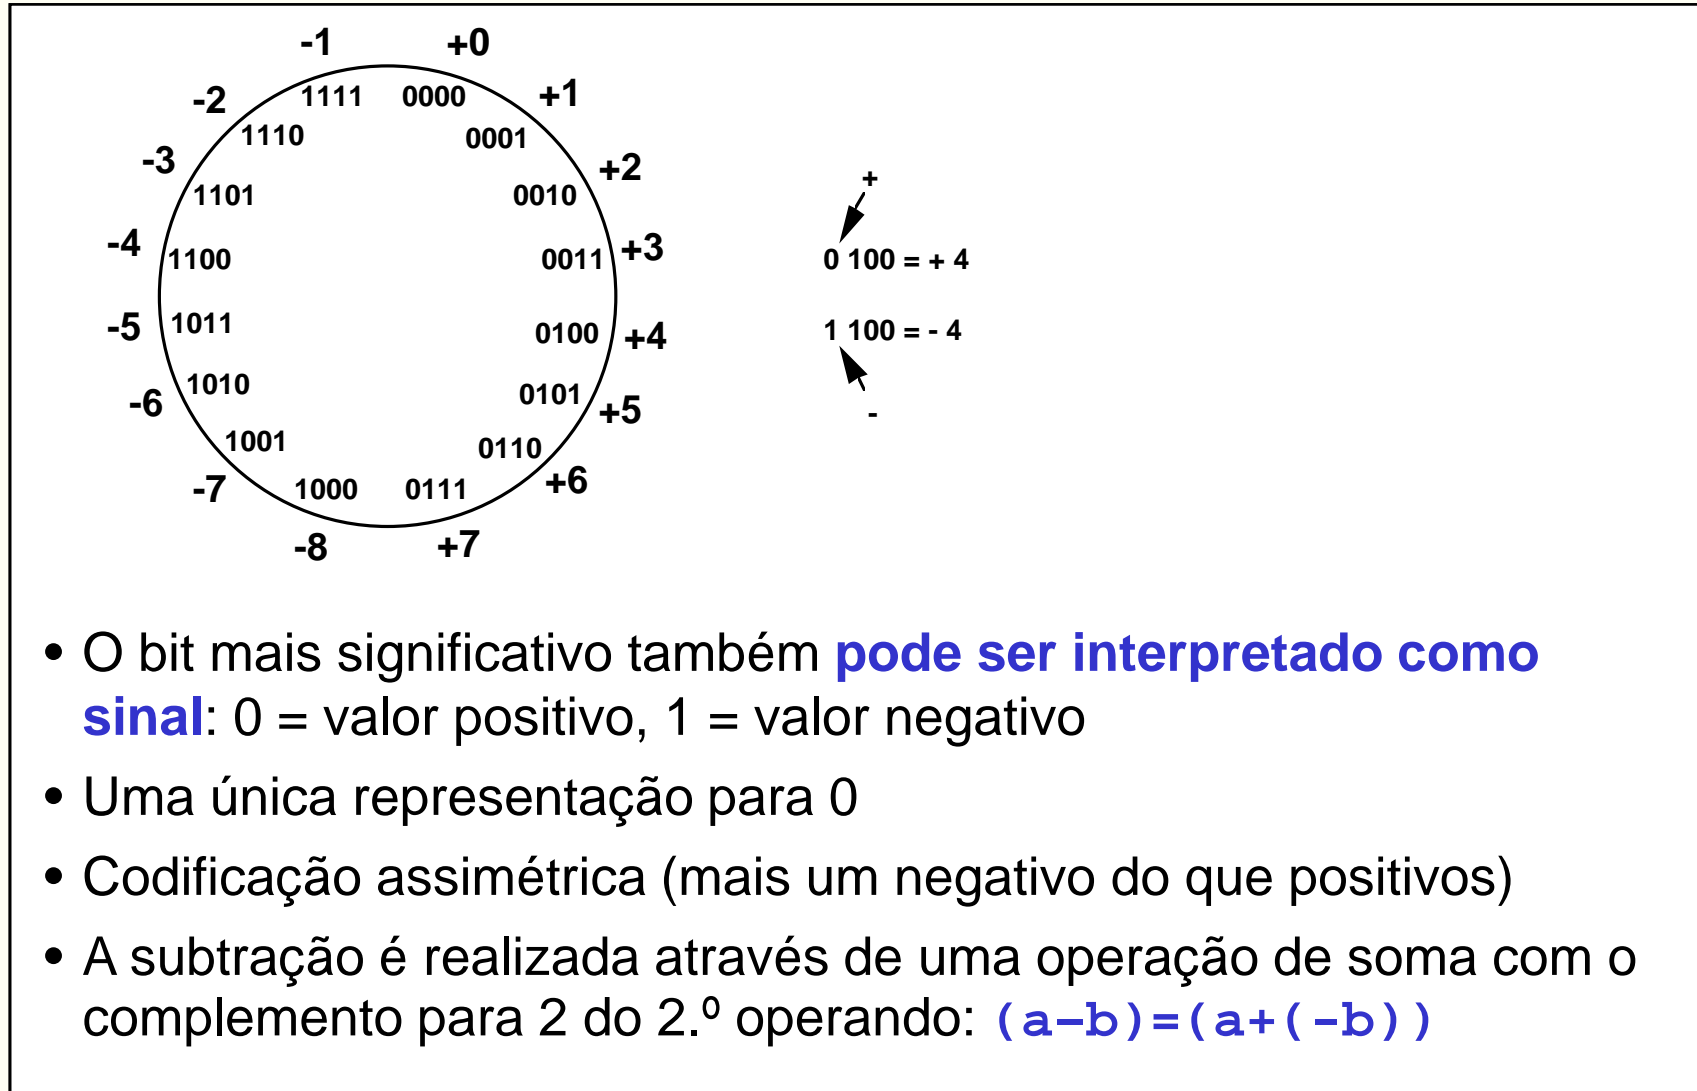 -1 +0
-2 1111 0000 +1
1110 0001
-3 +2
1101 0010
+
-4 +3
1100 0011 0 100 = + 4
-5 1011 0100 +4 1 100 = - 4
1010 0101
-6 +5 -
1001 0110
-7 1000 0111 +6
-8 +7
• O bit mais significativo também pode ser interpretado como
sinal: 0 = valor positivo, 1 = valor negativo
• Uma única representação para 0
• Codificação assimétrica (mais um negativo do que positivos)
• A subtração é realizada através de uma operação de soma com o
complemento para 2 do 2.º operando: (a-b)=(a+(-b))